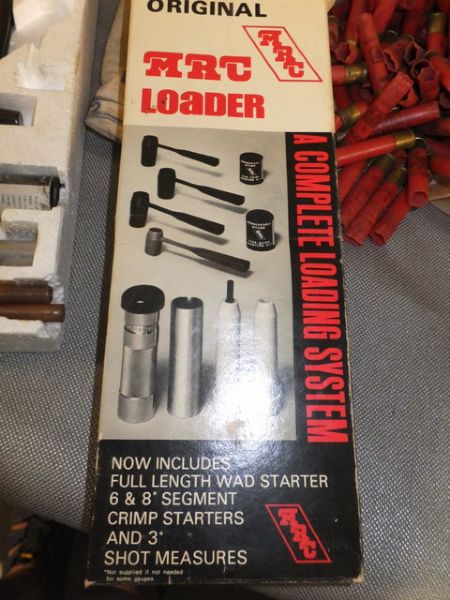 ORIGINAL
MRC
LOADER
MRC
A COMPLETE LOADING SYSTEM
NOW INCLUDES
FULL LENGTH WAD STARTER
6 & 8* SEGMENT
CRIMP STARTERS
AND 3*
SHOT MEASURES
*Not supplied if not needed
for some gauges
MRC